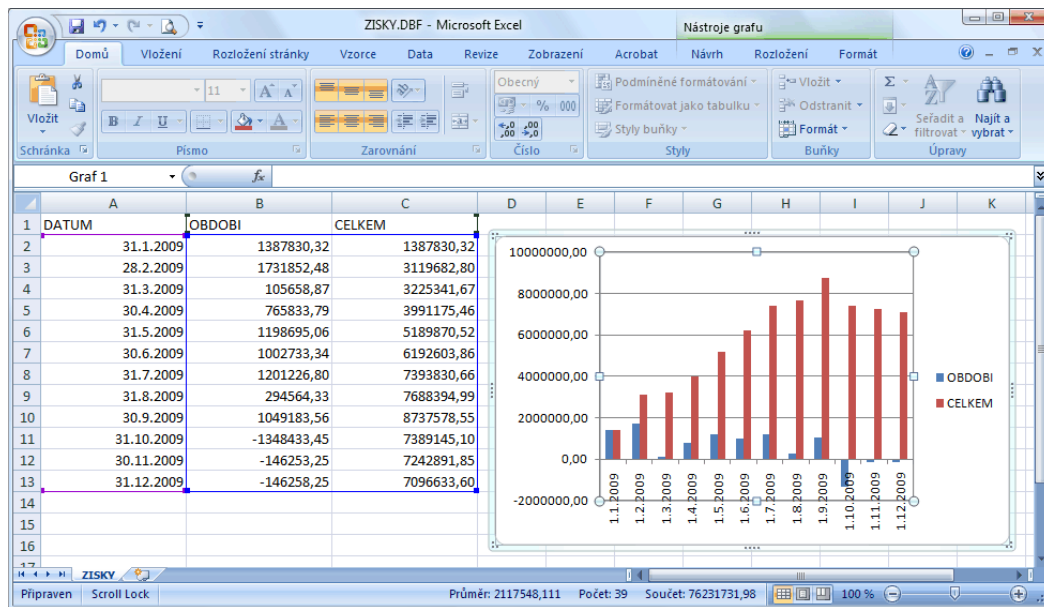 ZISKY.DBF - Microsoft Excel
Nástroje grafu
Domů Vložení Rozložení stránky Vzorce Data Revize Zobrazení Acrobat Návrh Rozložení Formát
Vložit
Schránka
11
B I U A
Písmo
Zarovnání
Obecný
% 000
Číslo
Podmíněné formátování
Formátovat jako tabulku
Styly buňky
Styly
Vložit
Odstranit
Formát
Buňky
Σ
Seřadit a filtrovat
Najít a vybrat
Úpravy
Graf 1 fx
A B C D E F G H I J K
1 DATUM OBDOBI CELKEM
2 31.1.2009 1387830,32 1387830,32
3 28.2.2009 1731852,48 3119682,80
4 31.3.2009 105658,87 3225341,67
5 30.4.2009 765833,79 3991175,46
6 31.5.2009 1198695,06 5189870,52
7 30.6.2009 1002733,34 6192603,86
8 31.7.2009 1201226,80 7393830,66
9 31.8.2009 294564,33 7688394,99
10 30.9.2009 1049183,56 8737578,55
11 31.10.2009 -1348433,45 7389145,10
12 30.11.2009 -146253,25 7242891,85
13 31.12.2009 -146258,25 7096633,60
14
15
16
17
10000000,00
8000000,00
6000000,00
4000000,00
2000000,00
0,00
-2000000,00
1.1.2009
1.2.2009
1.3.2009
1.4.2009
1.5.2009
1.6.2009
1.7.2009
1.8.2009
1.9.2009
1.10.2009
1.11.2009
1.12.2009
OBDOBI
CELKEM
ZISKY
Připraven Scroll Lock Průměr: 2117548,111 Počet: 39 Součet: 76231731,98 100 %